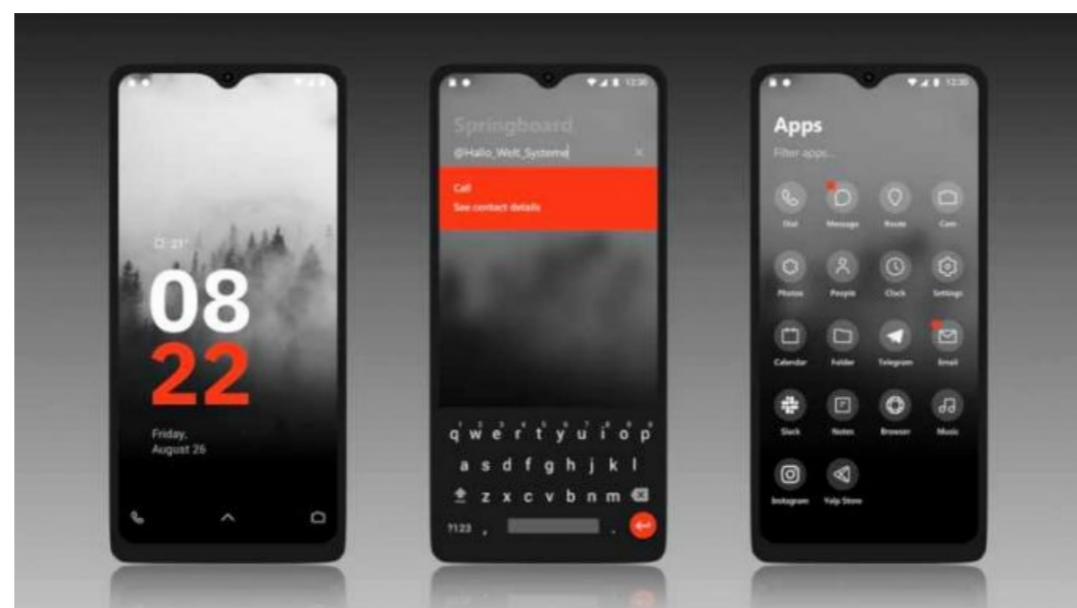 21°
08
22
Friday,
August 26
12:30
Springboard
@Hallo_Welt_Systeme
Call
See contact details
q w e r t y u i o p
a s d f g h j k l
z x c v b n m
?123 , .
12:30
Apps
Filter apps...
Dial Message Route Cam
Photos People Clock Settings
Calendar Folder Telegram Email
Slack Notes Browser Music
Instagram Yalp Store